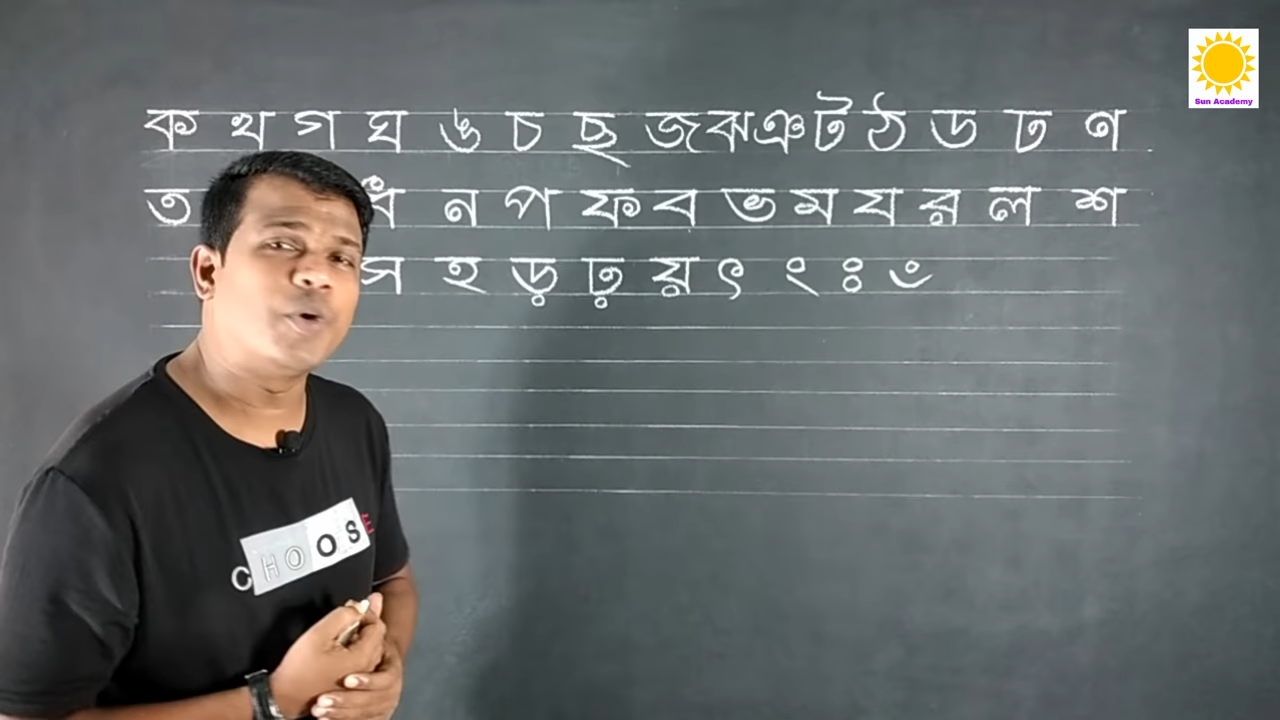 ক খ গ ঘ ঙ চ ছ জ ঝ ঞ ট ঠ ড ঢ ণ
ত ধ ন প ফ ব ভ ম য র ল শ
স হ ড় ঢ় য় ৎ ং ঃ ঁ
CHOOSE
Sun Academy